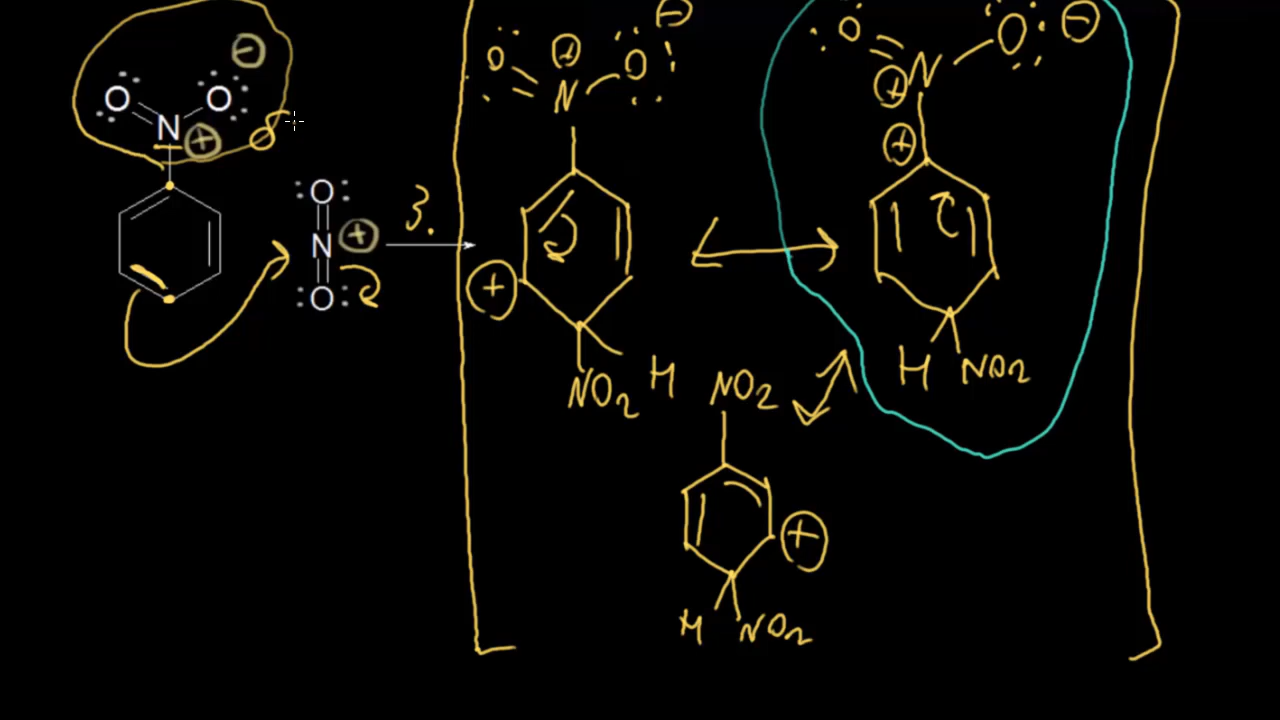 O O ⊖
N ⊕ δ
:O:
N ⊕
:O:
3.
O ⊕ O ⊖
N
⊕
NO2 H
O O ⊖
⊕ N
⊕
H NO2
NO2
⊕
H NO2